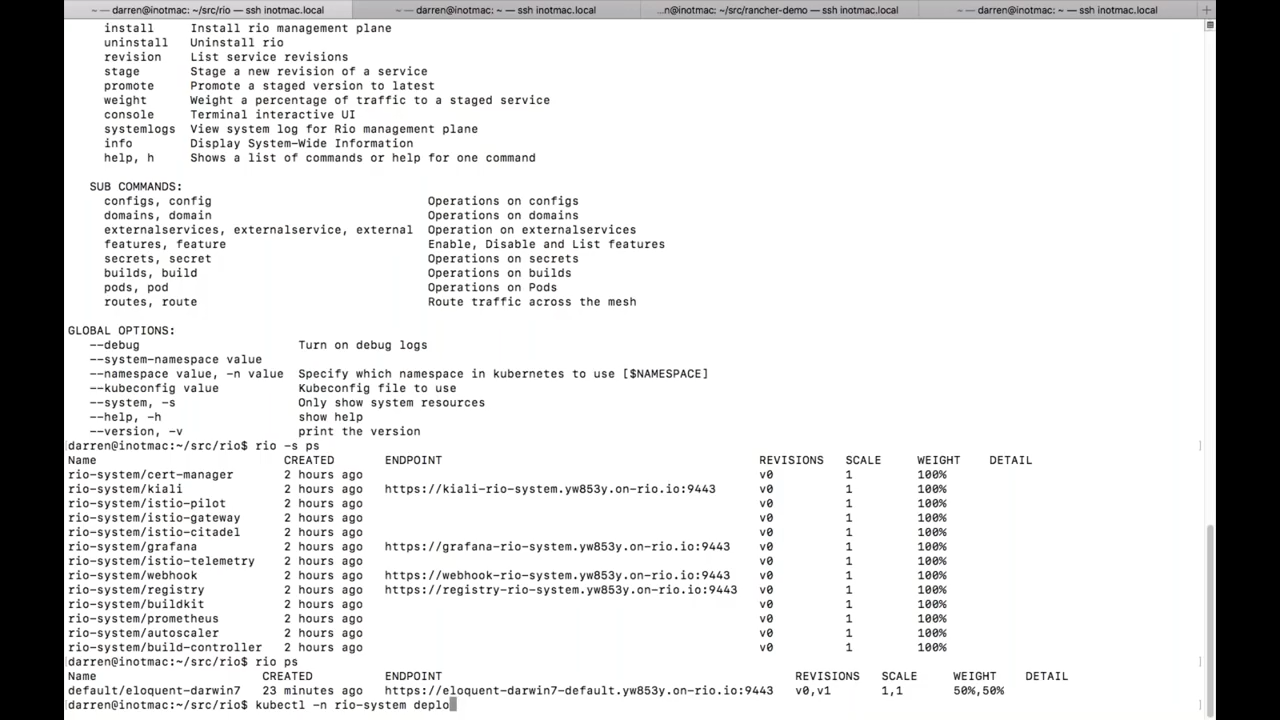 ~ — darren@inotmac: ~/src/rio — ssh inotmac.local
~ — darren@inotmac: ~ — ssh inotmac.local
...n@inotmac: ~/src/rancher-demo — ssh inotmac.local
~ — darren@inotmac: ~ — ssh inotmac.local
+
install Install rio management plane
uninstall Uninstall rio
revision List service revisions
stage Stage a new revision of a service
promote Promote a staged version to latest
weight Weight a percentage of traffic to a staged service
console Terminal interactive UI
systemlogs View system log for Rio management plane
info Display System-Wide Information
help, h Shows a list of commands or help for one command
SUB COMMANDS:
configs, config Operations on configs
domains, domain Operations on domains
externalservices, externalservice, external Operation on externalservices
features, feature Enable, Disable and List features
secrets, secret Operations on secrets
builds, build Operations on builds
pods, pod Operations on Pods
routes, route Route traffic across the mesh
GLOBAL OPTIONS:
--debug Turn on debug logs
--system-namespace value
--namespace value, -n value Specify which namespace in kubernetes to use [$NAMESPACE]
--kubeconfig value Kubeconfig file to use
--system, -s Only show system resources
--help, -h show help
--version, -v print the version
[darren@inotmac:~/src/rio$ rio -s ps ]
Name CREATED ENDPOINT REVISIONS SCALE WEIGHT DETAIL
rio-system/cert-manager 2 hours ago v0 1 100%
rio-system/kiali 2 hours ago https://kiali-rio-system.yw853y.on-rio.io:9443 v0 1 100%
rio-system/istio-pilot 2 hours ago v0 1 100%
rio-system/istio-gateway 2 hours ago v0 1 100%
rio-system/istio-citadel 2 hours ago v0 1 100%
rio-system/grafana 2 hours ago https://grafana-rio-system.yw853y.on-rio.io:9443 v0 1 100%
rio-system/istio-telemetry 2 hours ago v0 1 100%
rio-system/webhook 2 hours ago https://webhook-rio-system.yw853y.on-rio.io:9443 v0 1 100%
rio-system/registry 2 hours ago https://registry-rio-system.yw853y.on-rio.io:9443 v0 1 100%
rio-system/buildkit 2 hours ago v0 1 100%
rio-system/prometheus 2 hours ago v0 1 100%
rio-system/autoscaler 2 hours ago v0 1 100%
rio-system/build-controller 2 hours ago v0 1 100%
[darren@inotmac:~/src/rio$ rio ps ]
Name CREATED ENDPOINT REVISIONS SCALE WEIGHT DETAIL
default/eloquent-darwin7 23 minutes ago https://eloquent-darwin7-default.yw853y.on-rio.io:9443 v0,v1 1,1 50%,50%
[darren@inotmac:~/src/rio$ kubectl -n rio-system deplo ]